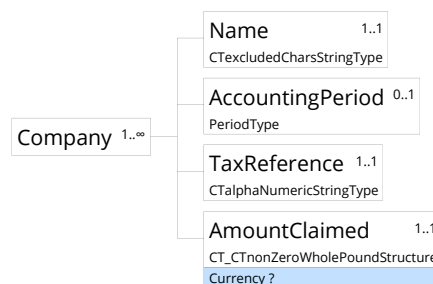 Name 1..1
CTexcludedCharsStringType
AccountingPeriod 0..1
PeriodType
Company 1..∞
TaxReference 1..1
CTalphaNumericStringType
AmountClaimed 1..1
CT_CTnonZeroWholePoundStructure
Currency ?